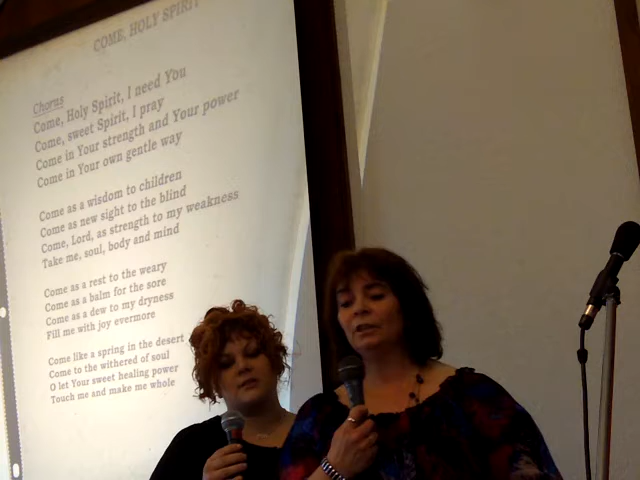 COME, HOLY SPIRIT
Chorus
Come, Holy Spirit, I need You
Come, sweet Spirit, I pray
Come in Your strength and Your power
Come in Your own gentle way
Come as a wisdom to children
Come as new sight to the blind
Come, Lord, as strength to my weakness
Take me, soul, body and mind
Come as a rest to the weary
Come as a balm for the sore
Come as a dew to my dryness
Fill me with joy evermore
Come like a spring in the desert
Come to the withered of soul
O let Your sweet healing power
Touch me and make me whole